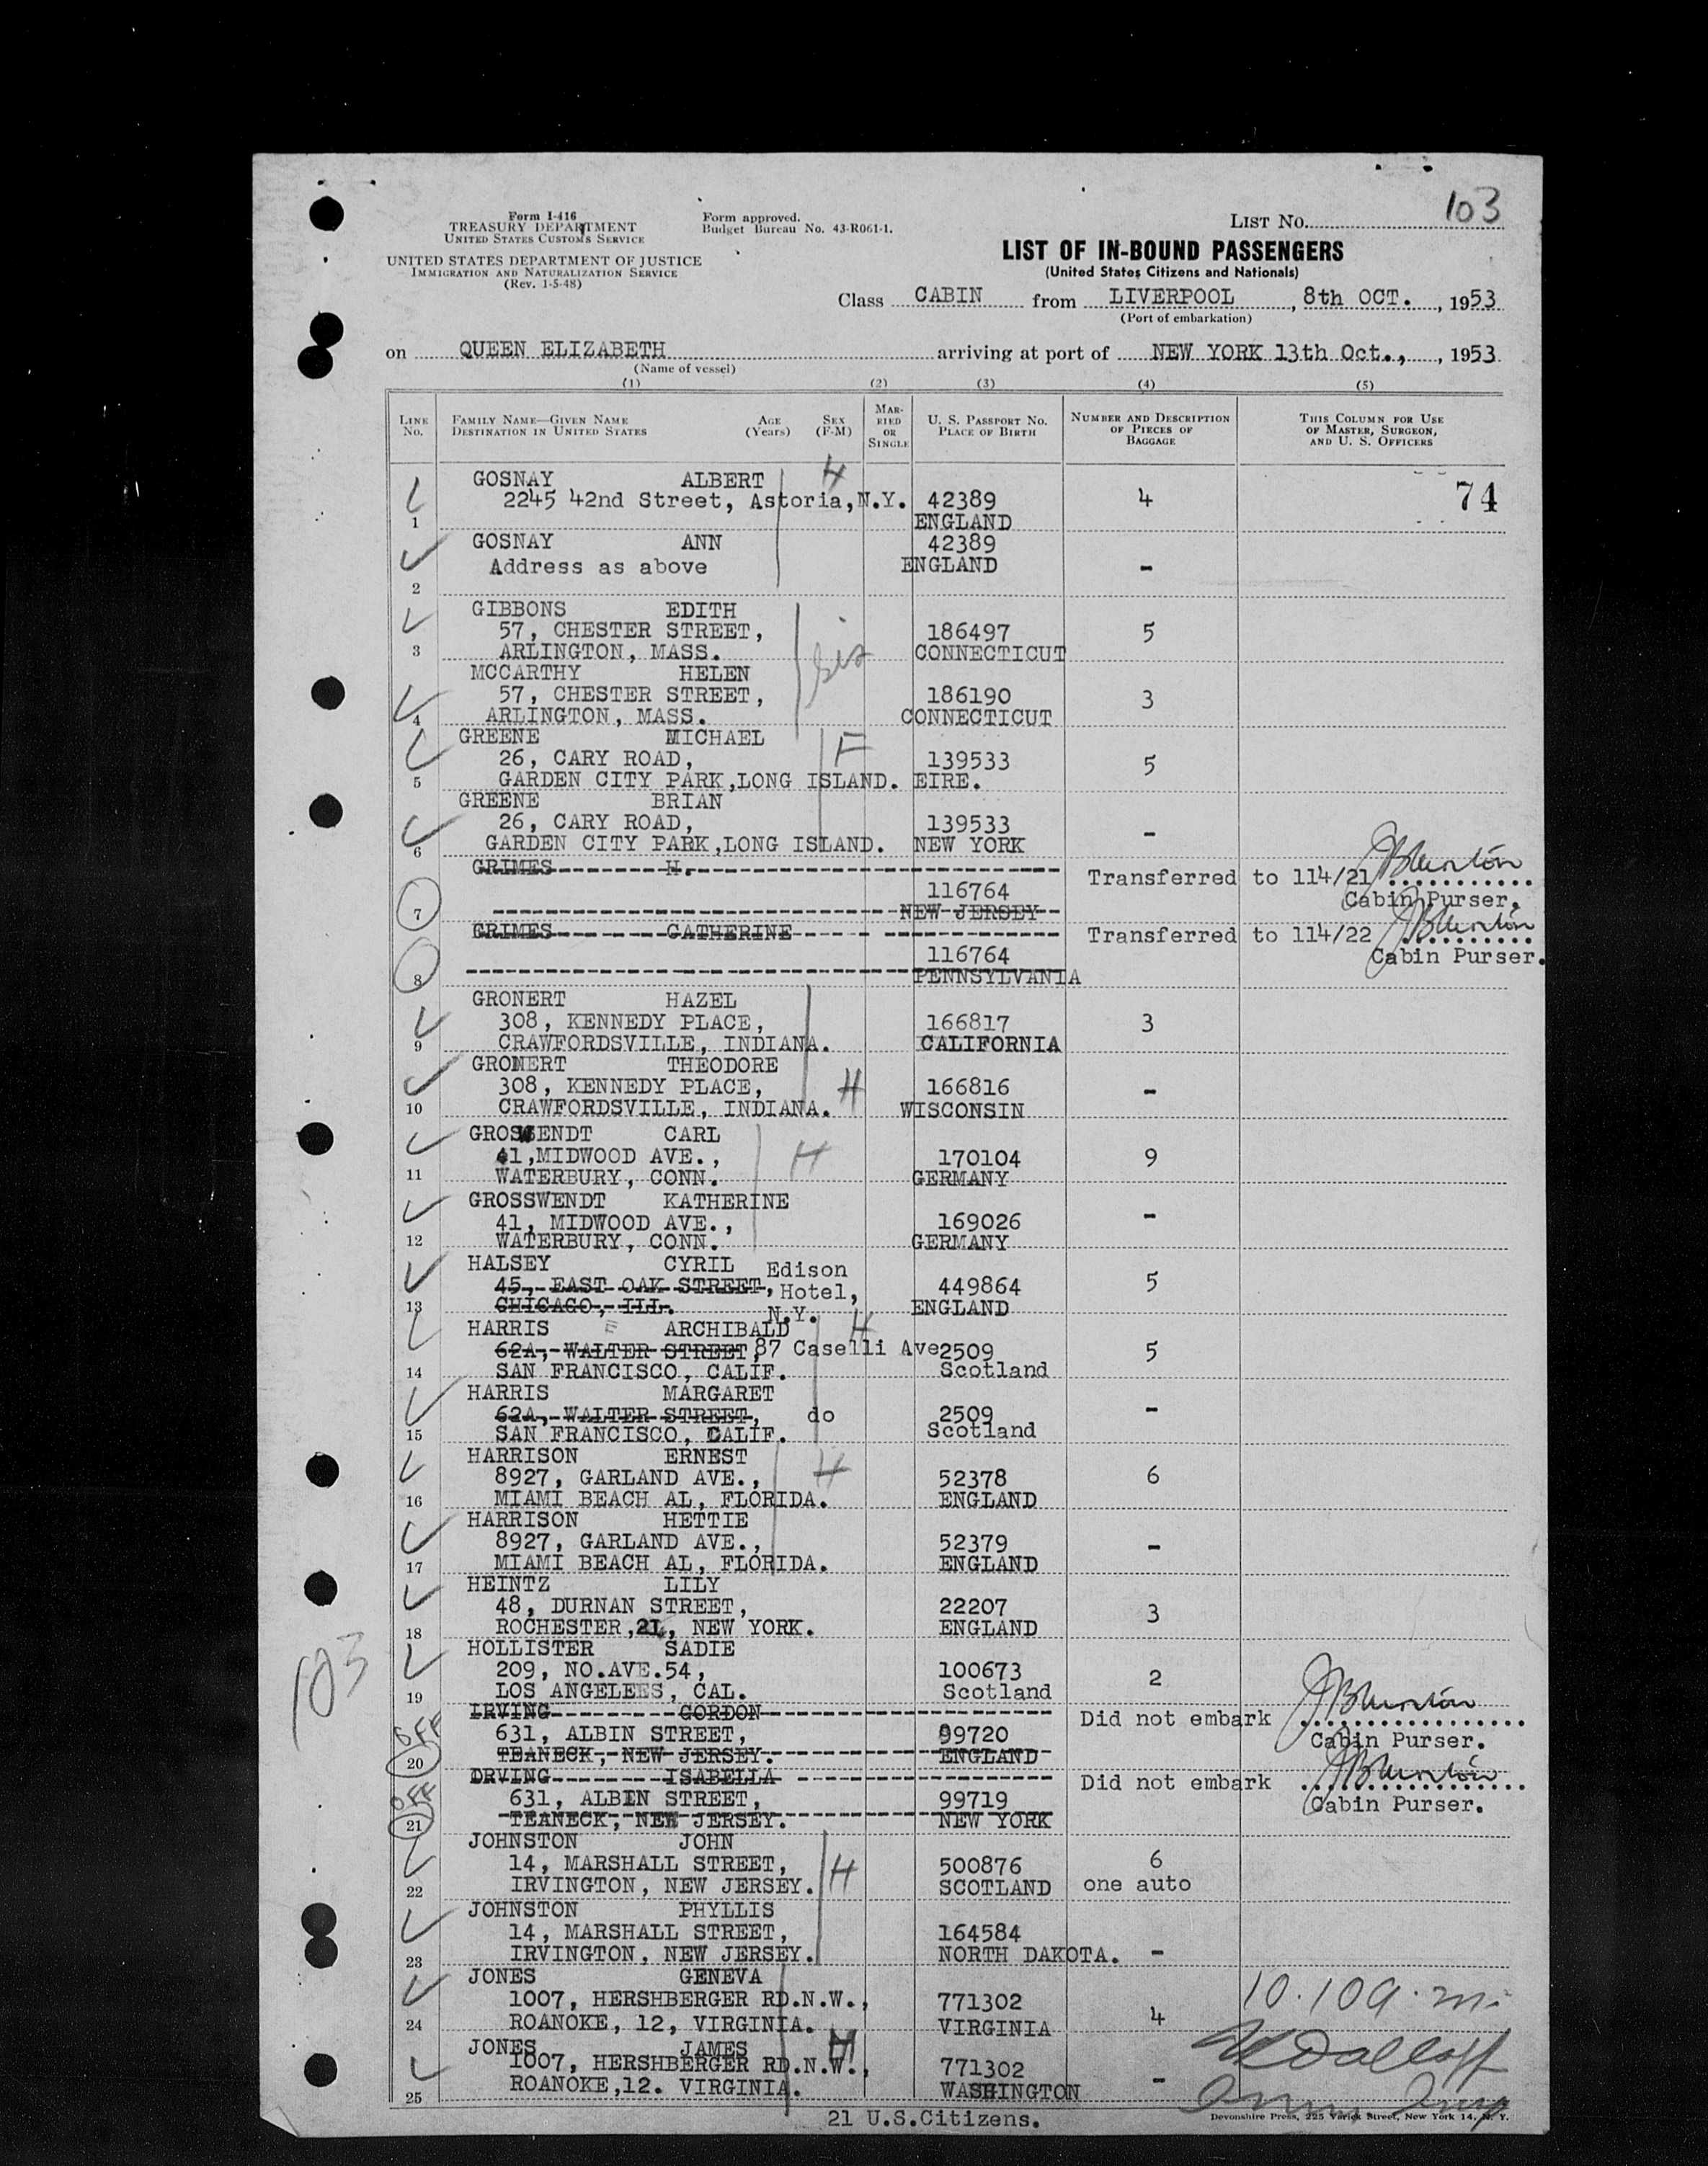 103
Form I-416
TREASURY DEPARTMENT
UNITED STATES CUSTOMS SERVICE
UNITED STATES DEPARTMENT OF JUSTICE
IMMIGRATION AND NATURALIZATION SERVICE
(Rev. 1-5-48)
Form approved.
Budget Bureau No. 43-R061-1.
LIST NO.
LIST OF IN-BOUND PASSENGERS
(United States Citizens and Nationals)
Class CABIN from LIVERPOOL, 8th OCT., 1953
(Port of embarkation)
on QUEEN ELIZABETH arriving at port of NEW YORK 13th Oct., 1953
(Name of vessel)
(1) (2) (3) (4) (5)
LINE NO.
FAMILY NAME—GIVEN NAME
DESTINATION IN UNITED STATES
AGE (Years)
SEX (F-M)
MARRIED OR SINGLE
U. S. PASSPORT NO.
PLACE OF BIRTH
NUMBER AND DESCRIPTION OF PIECES OF BAGGAGE
THIS COLUMN FOR USE OF MASTER, SURGEON, AND U. S. OFFICERS
GOSNAY ALBERT H
2245 42nd Street, Astoria, N.Y. 42389 4 74
1 ENGLAND
GOSNAY ANN 42389
Address as above ENGLAND -
2
GIBBONS EDITH
57, CHESTER STREET, 186497 5
3 ARLINGTON, MASS. CONNECTICUT
sis
MCCARTHY HELEN
57, CHESTER STREET, 186190 3
4 ARLINGTON, MASS. CONNECTICUT
GREENE MICHAEL F
26, CARY ROAD, 139533 5
5 GARDEN CITY PARK,LONG ISLAND. EIRE.
GREENE BRIAN
26, CARY ROAD, 139533 -
6 GARDEN CITY PARK,LONG ISLAND. NEW YORK
GRIMES H. Transferred to 114/21
116764 Cabin Purser.
7 NEW JERSEY
GRIMES CATHERINE Transferred to 114/22
116764 Cabin Purser.
8 PENNSYLVANIA
GRONERT HAZEL
308, KENNEDY PLACE, 166817 3
9 CRAWFORDSVILLE, INDIANA. CALIFORNIA
GRONERT THEODORE
308, KENNEDY PLACE, H 166816 -
10 CRAWFORDSVILLE, INDIANA. WISCONSIN
GROSWENDT CARL
41,MIDWOOD AVE., H 170104 9
11 WATERBURY, CONN. GERMANY
GROSSWENDT KATHERINE
41, MIDWOOD AVE., 169026 -
12 WATERBURY, CONN. GERMANY
HALSEY CYRIL Edison
45, EAST OAK STREET, Hotel, 449864 5
13 CHICAGO, ILL. N.Y. ENGLAND
HARRIS E ARCHIBALD H
62A, WALTER STREET, 87 Caselli Ave 2509 5
14 SAN FRANCISCO, CALIF. Scotland
HARRIS MARGARET
62A, WALTER STREET, do 2509 -
15 SAN FRANCISCO, CALIF. Scotland
HARRISON ERNEST
8927, GARLAND AVE., H 52378 6
16 MIAMI BEACH AL, FLORIDA. ENGLAND
HARRISON HETTIE
8927, GARLAND AVE., 52379 -
17 MIAMI BEACH AL, FLORIDA. ENGLAND
HEINTZ LILY
48, DURNAN STREET, 22207 3
18 ROCHESTER,21, NEW YORK. ENGLAND
HOLLISTER SADIE
209, NO.AVE.54, 100673 2
19 LOS ANGELEES, CAL. Scotland
103
IRVING GORDON Did not embark
OFF 631, ALBIN STREET, 99720 Cabin Purser.
20 TEANECK, NEW JERSEY. ENGLAND
DRVING ISABELLA Did not embark
OFF 631, ALBIN STREET, 99719 Cabin Purser.
21 TEANECK, NEW JERSEY. NEW YORK
JOHNSTON JOHN
14, MARSHALL STREET, H 500876 6
22 IRVINGTON, NEW JERSEY. SCOTLAND one auto
JOHNSTON PHYLLIS
14, MARSHALL STREET, 164584
23 IRVINGTON, NEW JERSEY. NORTH DAKOTA. -
JONES GENEVA
1007, HERSHBERGER RD.N.W., 771302 4
24 ROANOKE, 12, VIRGINIA. VIRGINIA
10.10a.m.
JONES JAMES H
1007, HERSHBERGER RD.N.W., 771302 -
25 ROANOKE,12. VIRGINIA. WASHINGTON
21 U.S.Citizens.
Devonshire Press, 225 Varick Street, New York 14, N. Y.